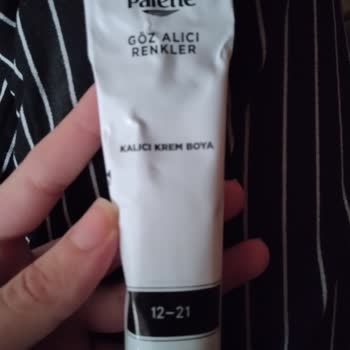 Palette
GÖZ ALICI
RENKLER
KALICI KREM BOYA
12-21